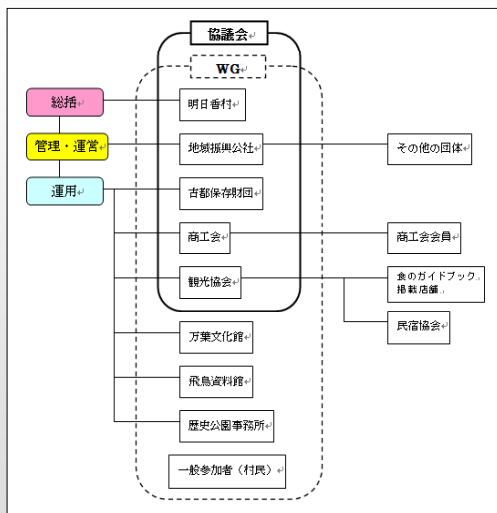 協議会
WG
総括
明日香村
管理・運営
地域振興公社
その他の団体
運用
古都保存財団
商工会
商工会会員
観光協会
食のガイドブック
掲載店舗
民宿協会
万葉文化館
飛鳥資料館
歴史公園事務所
一般参加者（村民）